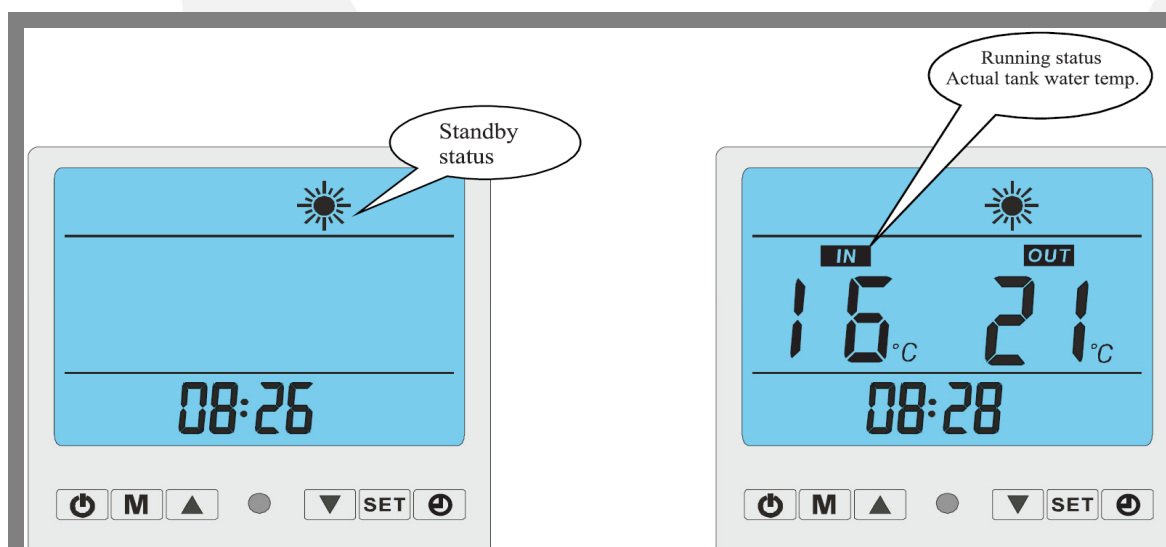 Standby
status
08:26
M
SET
Running status
Actual tank water temp.
IN
OUT
16°C
21°C
08:28
M
SET